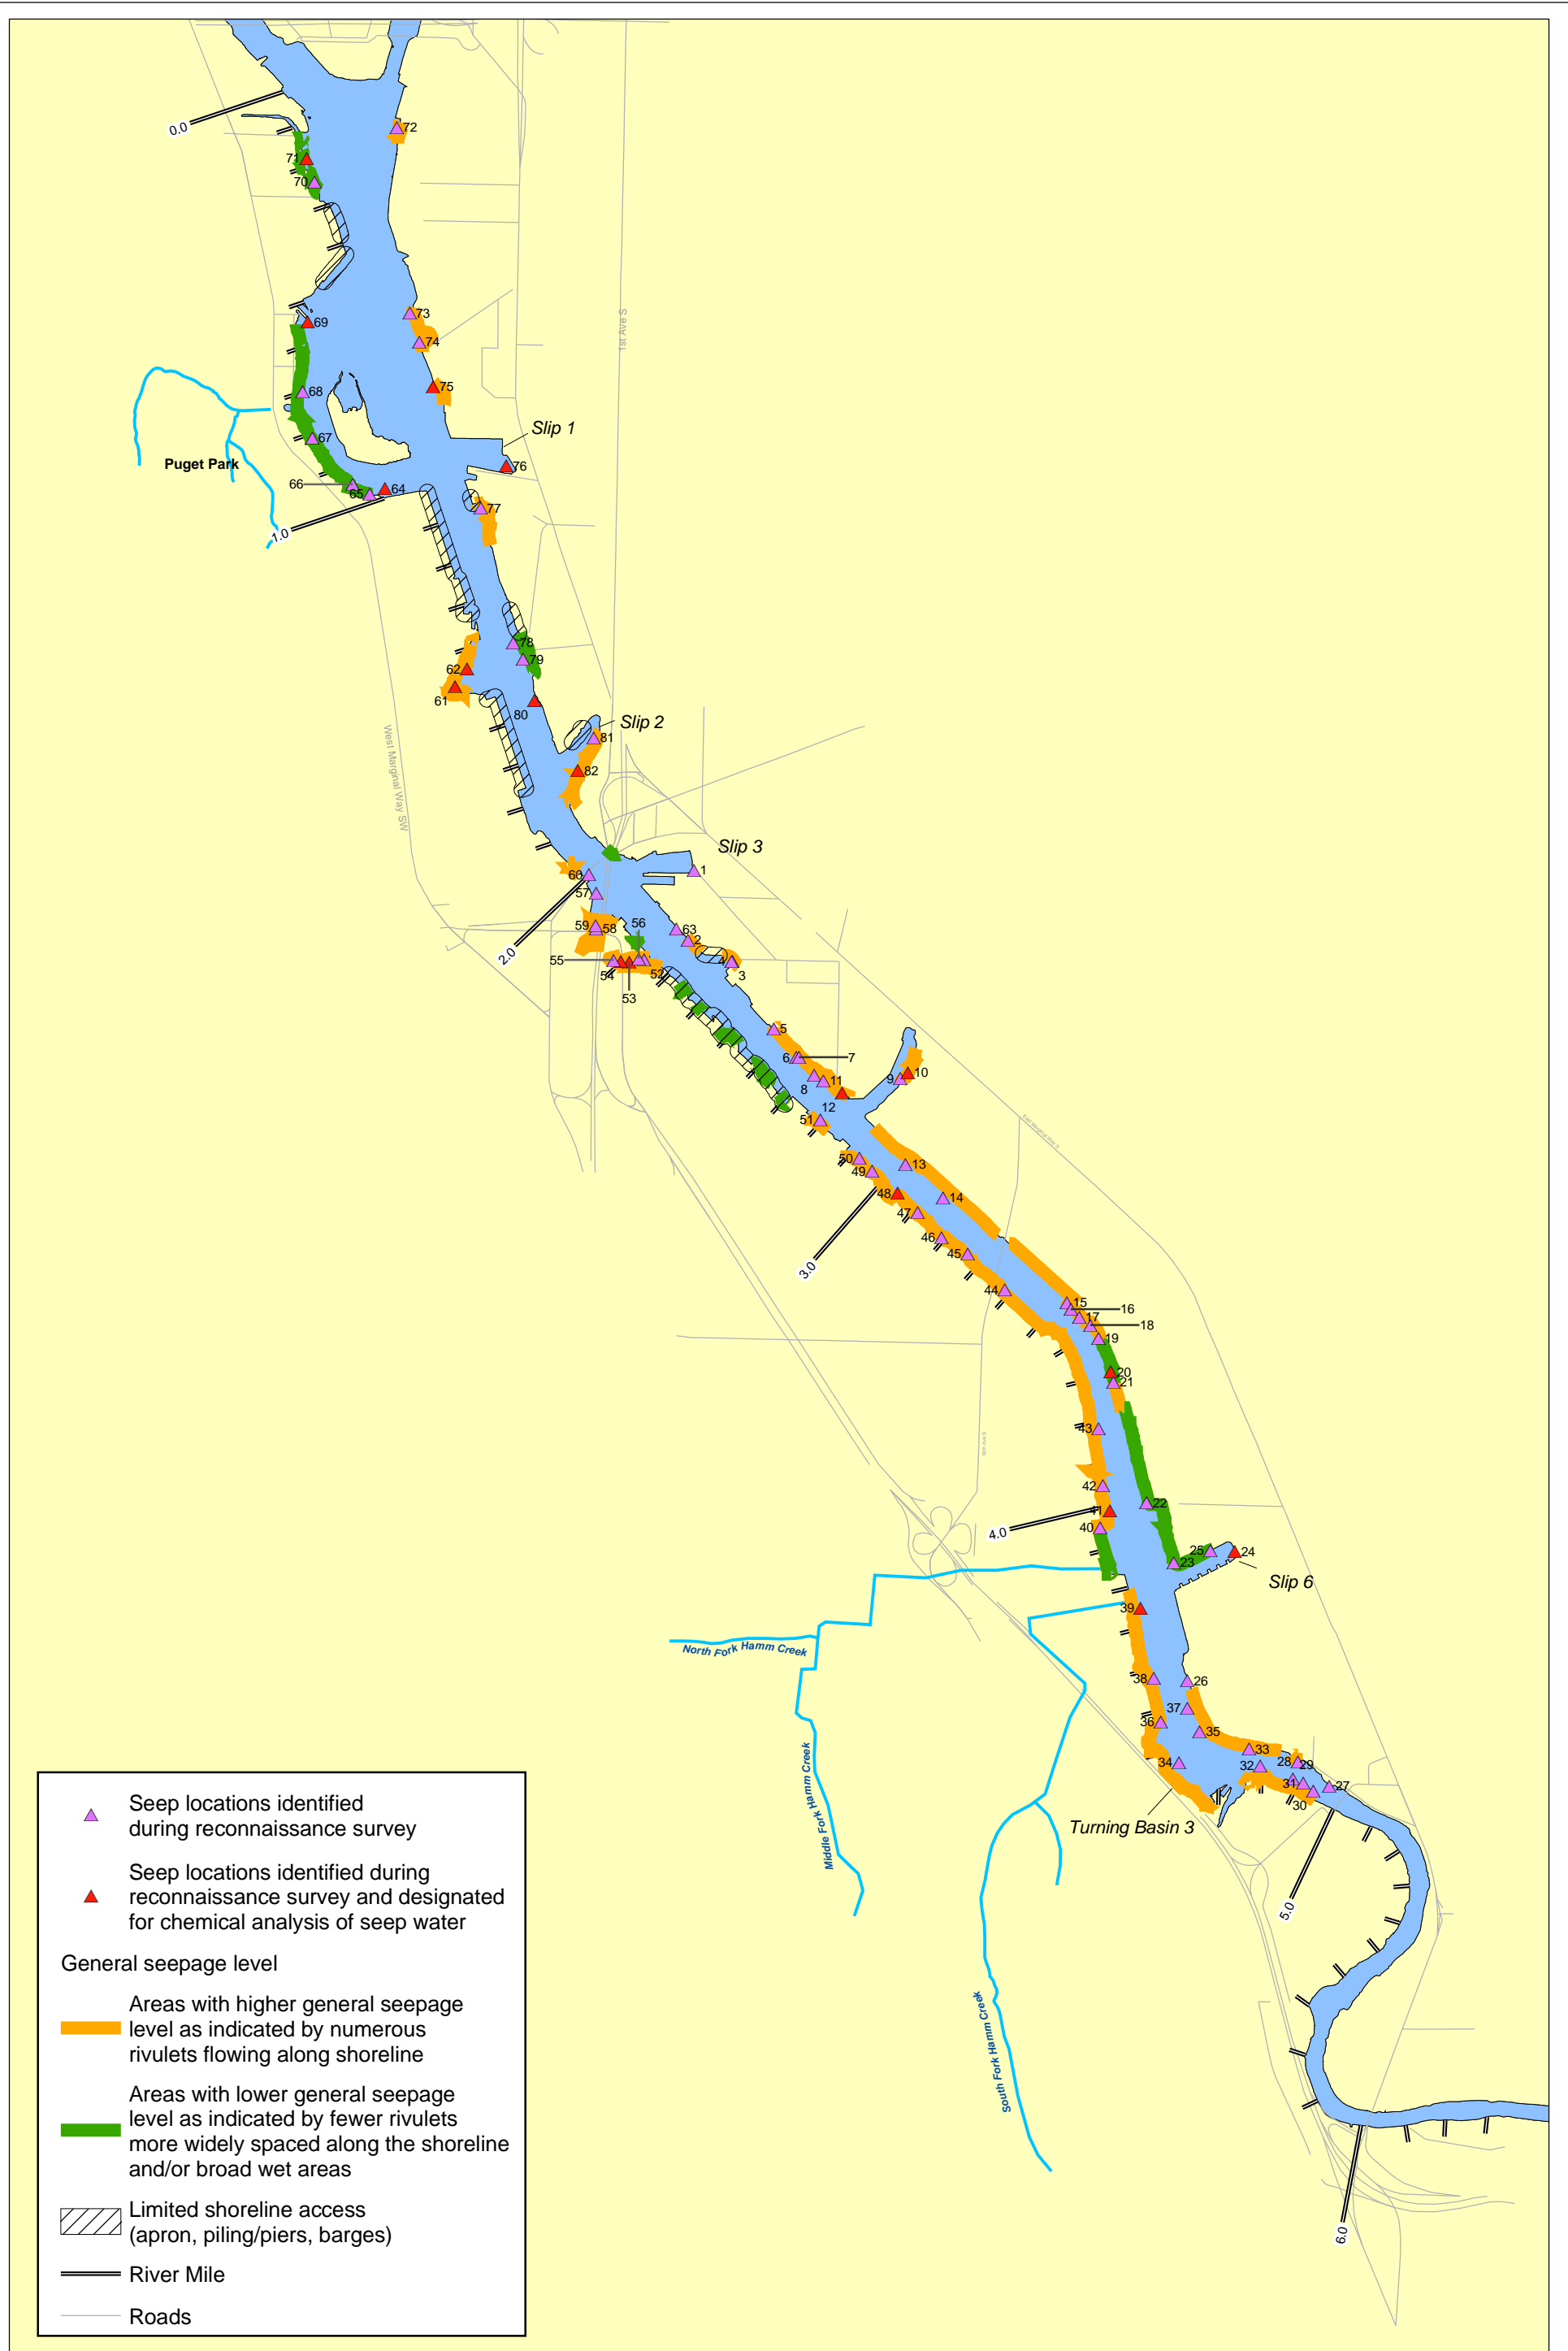 0.0
72
71
70
73
69
74
1st Ave S
75
68
Slip 1
67
Puget Park
76
66
65
64
77
1.0
78
79
62
61
80
Slip 2
81
West Marginal Way SW
82
Slip 3
1
60
57
56
59
58
63
2
2.0
55
54
52
4
3
53
5
6
7
8
11
9
10
12
51
East Marginal Way S
50
13
49
48
14
47
46
45
3.0
44
15
16
17
18
19
20
21
43
16th Ave S
42
22
41
4.0
40
25
24
23
Slip 6
39
North Fork Hamm Creek
38
26
37
36
35
33
34
32
28
29
31
27
30
Middle Fork Hamm Creek
Turning Basin 3
5.0
South Fork Hamm Creek
6.0
Seep locations identified
during reconnaissance survey
Seep locations identified during
reconnaissance survey and designated
for chemical analysis of seep water
General seepage level
Areas with higher general seepage
level as indicated by numerous
rivulets flowing along shoreline
Areas with lower general seepage
level as indicated by fewer rivulets
more widely spaced along the shoreline
and/or broad wet areas
Limited shoreline access
(apron, piling/piers, barges)
River Mile
Roads